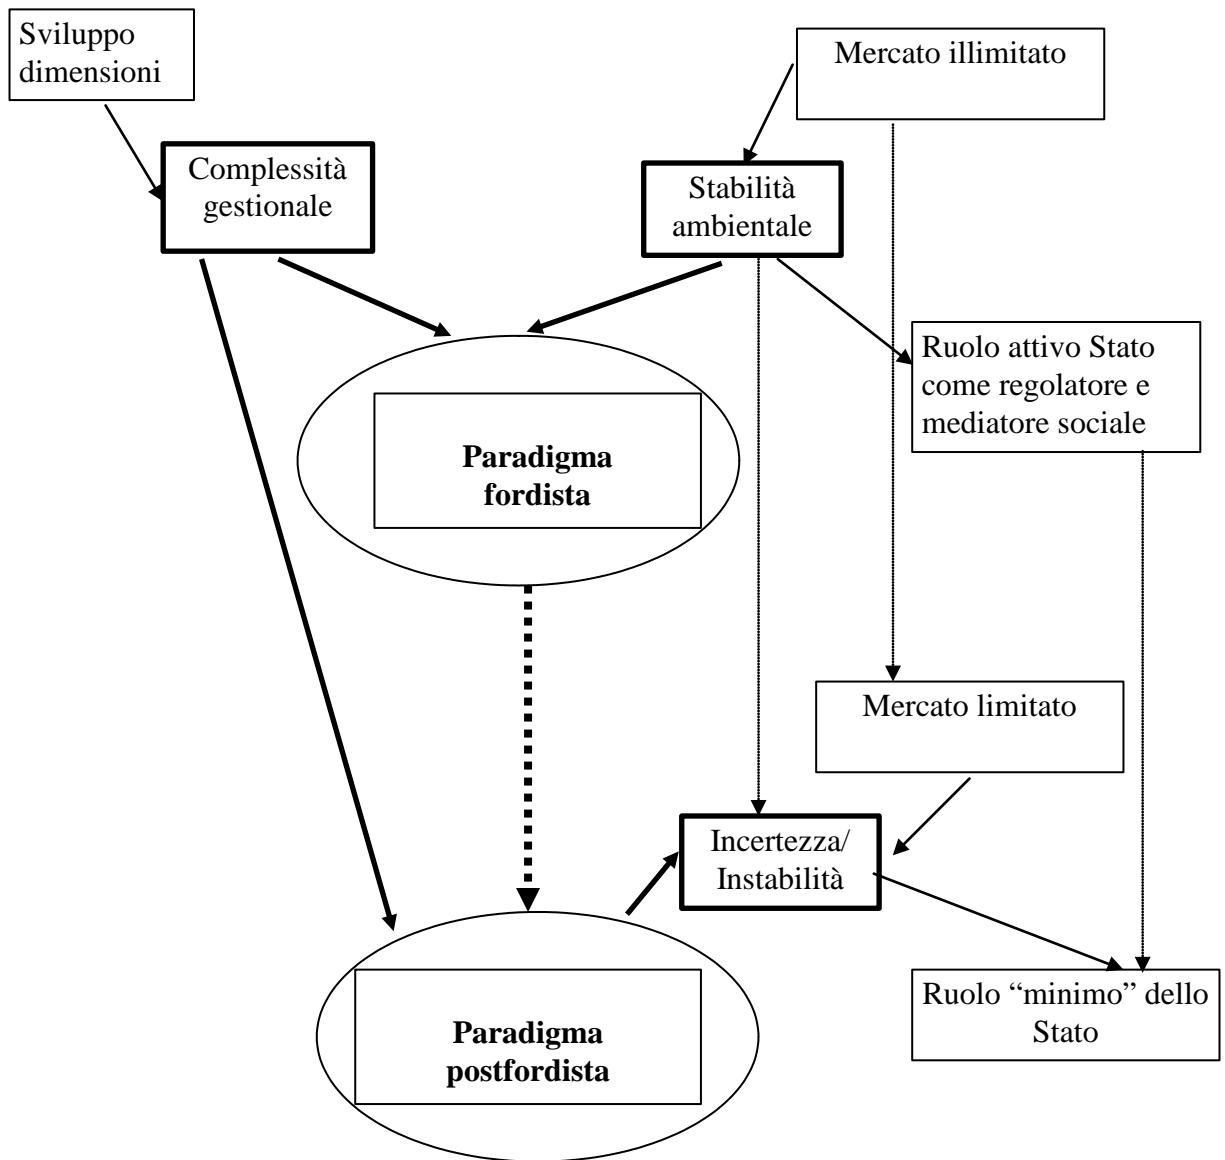 Sviluppo
dimensioni
Mercato illimitato
Complessità
gestionale
Stabilità
ambientale
Ruolo attivo Stato
come regolatore e
mediatore sociale
Paradigma
fordista
Mercato limitato
Incertezza/
Instabilità
Ruolo “minimo” dello
Stato
Paradigma
postfordista